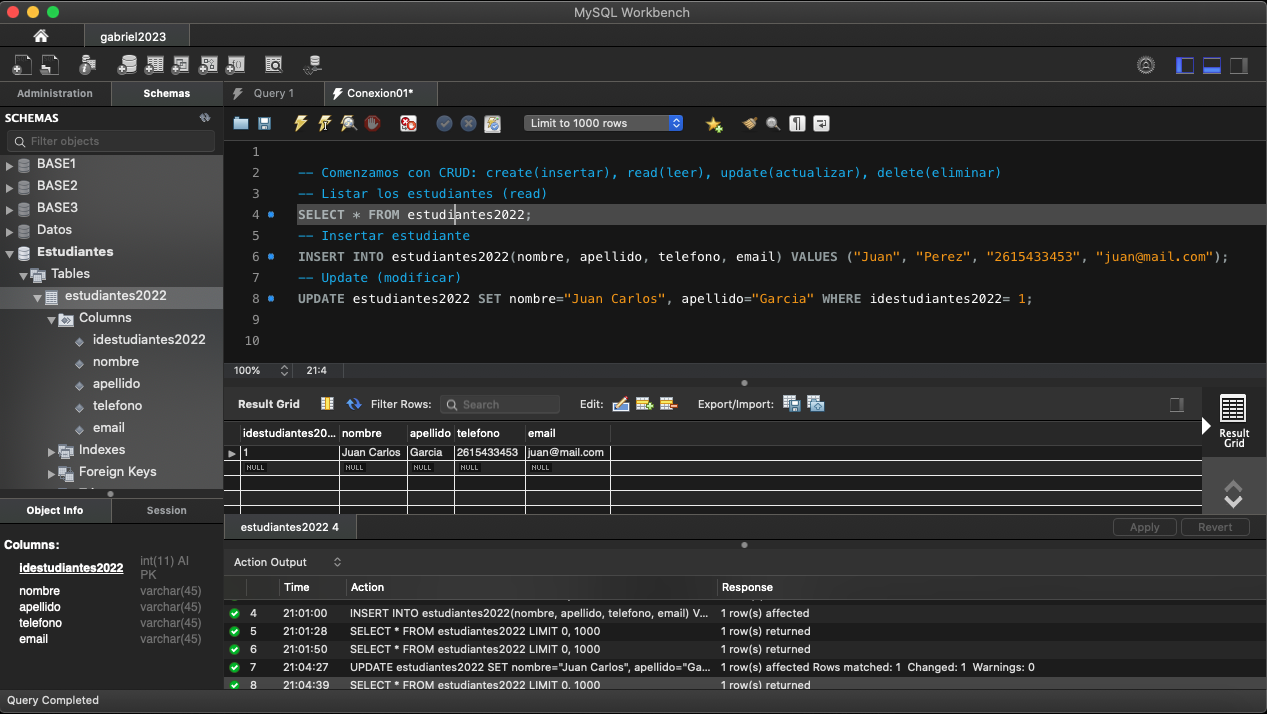 MySQL Workbench
gabriel2023
Administration
Schemas
Query 1
Conexion01*
SCHEMAS
Filter objects
BASE1
BASE2
BASE3
Datos
Estudiantes
Tables
estudiantes2022
Columns
idestudiantes2022
nombre
apellido
telefono
email
Indexes
Foreign Keys
Limit to 1000 rows
1
2 -- Comenzamos con CRUD: create(insertar), read(leer), update(actualizar), delete(eliminar)
3 -- Listar los estudiantes (read)
4 SELECT * FROM estudiantes2022;
5 -- Insertar estudiante
6 INSERT INTO estudiantes2022(nombre, apellido, telefono, email) VALUES ("Juan", "Perez", "2615433453", "juan@mail.com");
7 -- Update (modificar)
8 UPDATE estudiantes2022 SET nombre="Juan Carlos", apellido="Garcia" WHERE idestudiantes2022= 1;
9
10
100% 21:4
Result Grid Filter Rows: Search Edit: Export/Import:
idestudiantes20... nombre apellido telefono email
1 Juan Carlos Garcia 2615433453 juan@mail.com
NULL NULL NULL NULL NULL
Result
Grid
estudiantes2022 4
Apply Revert
Object Info Session
Columns:
idestudiantes2022 int(11) AI
PK
nombre varchar(45)
apellido varchar(45)
telefono varchar(45)
email varchar(45)
Action Output
Time Action Response
4 21:01:00 INSERT INTO estudiantes2022(nombre, apellido, telefono, email) V... 1 row(s) affected
5 21:01:28 SELECT * FROM estudiantes2022 LIMIT 0, 1000 1 row(s) returned
6 21:01:50 SELECT * FROM estudiantes2022 LIMIT 0, 1000 1 row(s) returned
7 21:04:27 UPDATE estudiantes2022 SET nombre="Juan Carlos", apellido="Ga... 1 row(s) affected Rows matched: 1 Changed: 1 Warnings: 0
8 21:04:39 SELECT * FROM estudiantes2022 LIMIT 0, 1000 1 row(s) returned
Query Completed